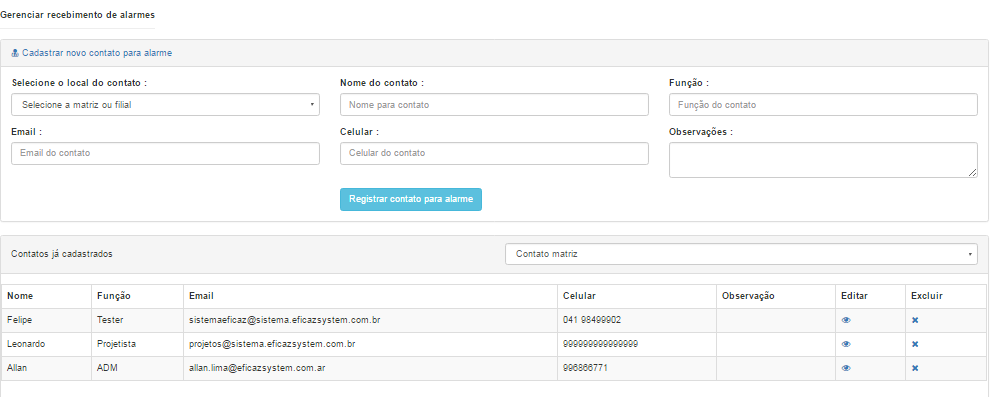 Gerenciar recebimento de alarmes
Cadastrar novo contato para alarme
Selecione o local do contato : Nome do contato : Função :
Selecione a matriz ou filial Nome para contato Função do contato
Email : Celular : Observações :
Email do contato Celular do contato
Registrar contato para alarme
Contatos já cadastrados Contato matriz
Nome Função Email Celular Observação Editar Excluir
Felipe Tester sistemaeficaz@sistema.eficazsystem.com.br 041 98499902
Leonardo Projetista projetos@sistema.eficazsystem.com.br 999999999999999
Allan ADM allan.lima@eficazsystem.com.ar 996866771